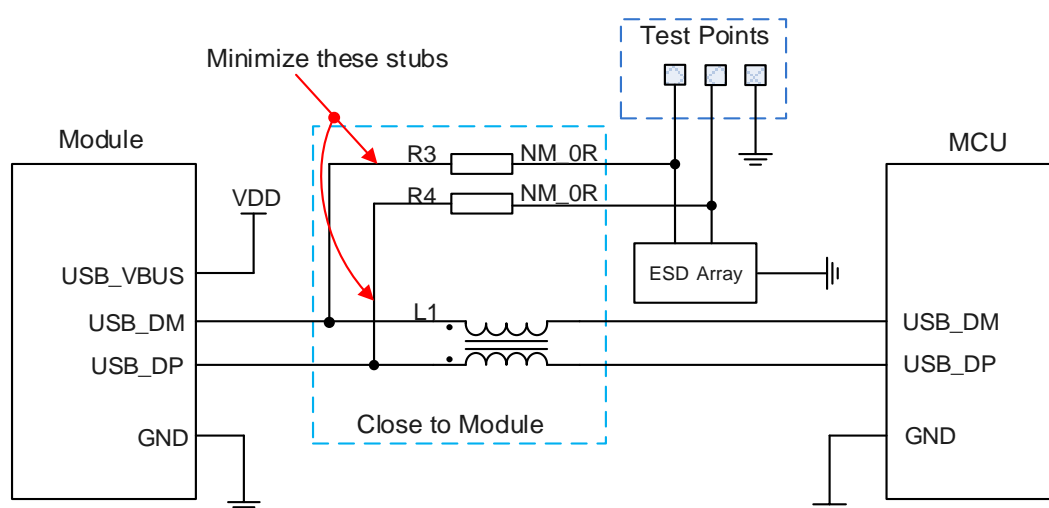 Test Points
Minimize these stubs
Module
MCU
R3 NM_0R
R4 NM_0R
VDD
ESD Array
USB_VBUS
L1
USB_DM
USB_DM
USB_DP
USB_DP
Close to Module
GND
GND